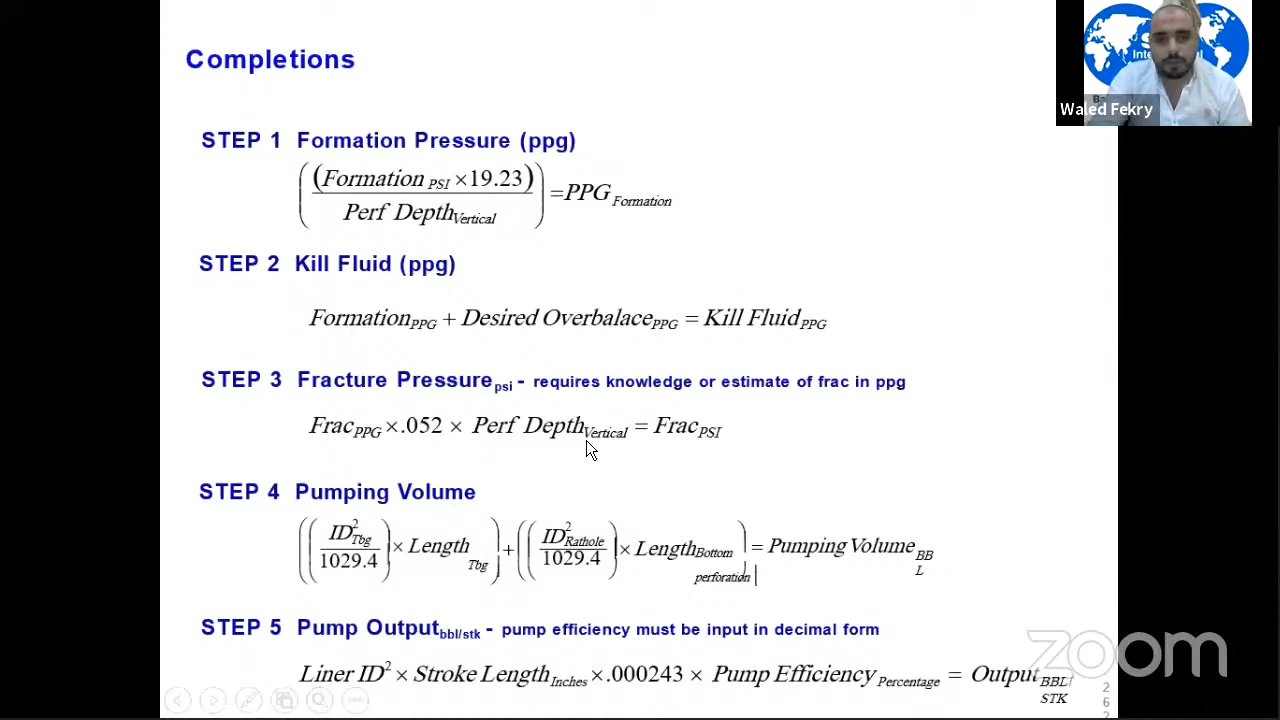 Completions
Waled Fekry
STEP 1 Formation Pressure (ppg)
((Formation PSI ×19.23) / Perf Depth Vertical) =PPG Formation
STEP 2 Kill Fluid (ppg)
Formation PPG + Desired Overbalace PPG = Kill Fluid PPG
STEP 3 Fracture Pressure psi - requires knowledge or estimate of frac in ppg
Frac PPG ×.052 × Perf Depth Vertical = Frac PSI
STEP 4 Pumping Volume
((ID² Tbg / 1029.4) × Length Tbg) + ((ID² Rathole / 1029.4) × Length Bottom perforation) = Pumping Volume BBL
STEP 5 Pump Output bbl/stk - pump efficiency must be input in decimal form
Liner ID² × Stroke Length Inches ×.000243 × Pump Efficiency Percentage = Output BBL/STK
zoom